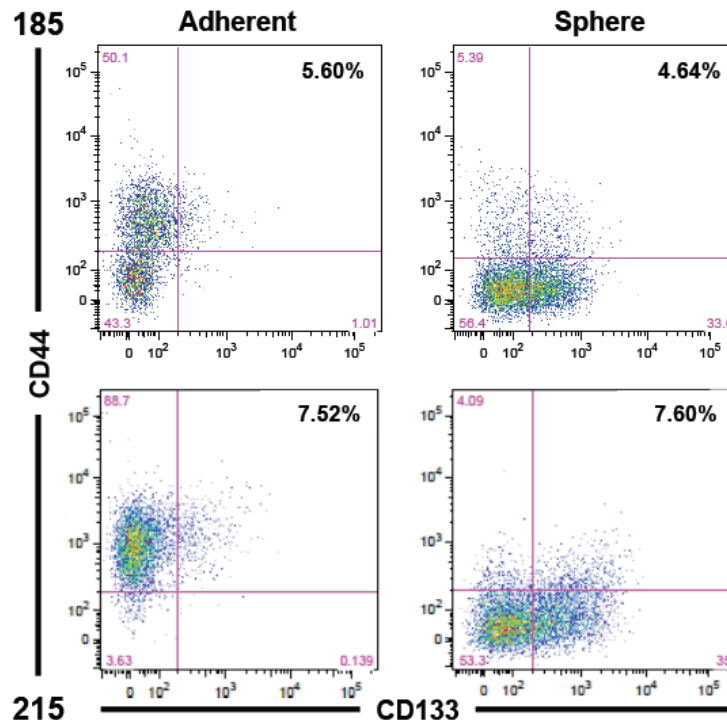 185 Adherent Sphere
50.1 5.60% 5.39 4.64%
10⁵ 10⁵
10⁴ 10⁴
10³ 10³
10² 10²
0 0
43.3 1.01 56.4 33.
0 10² 10³ 10⁴ 10⁵ 0 10² 10³ 10⁴ 10⁵
CD44
88.7 7.52% 4.09 7.60%
10⁵ 10⁵
10⁴ 10⁴
10³ 10³
10² 10²
0 0
3.63 0.139 53.3
0 10² 10³ 10⁴ 10⁵ 0 10² 10³ 10⁴ 10⁵
215 CD133